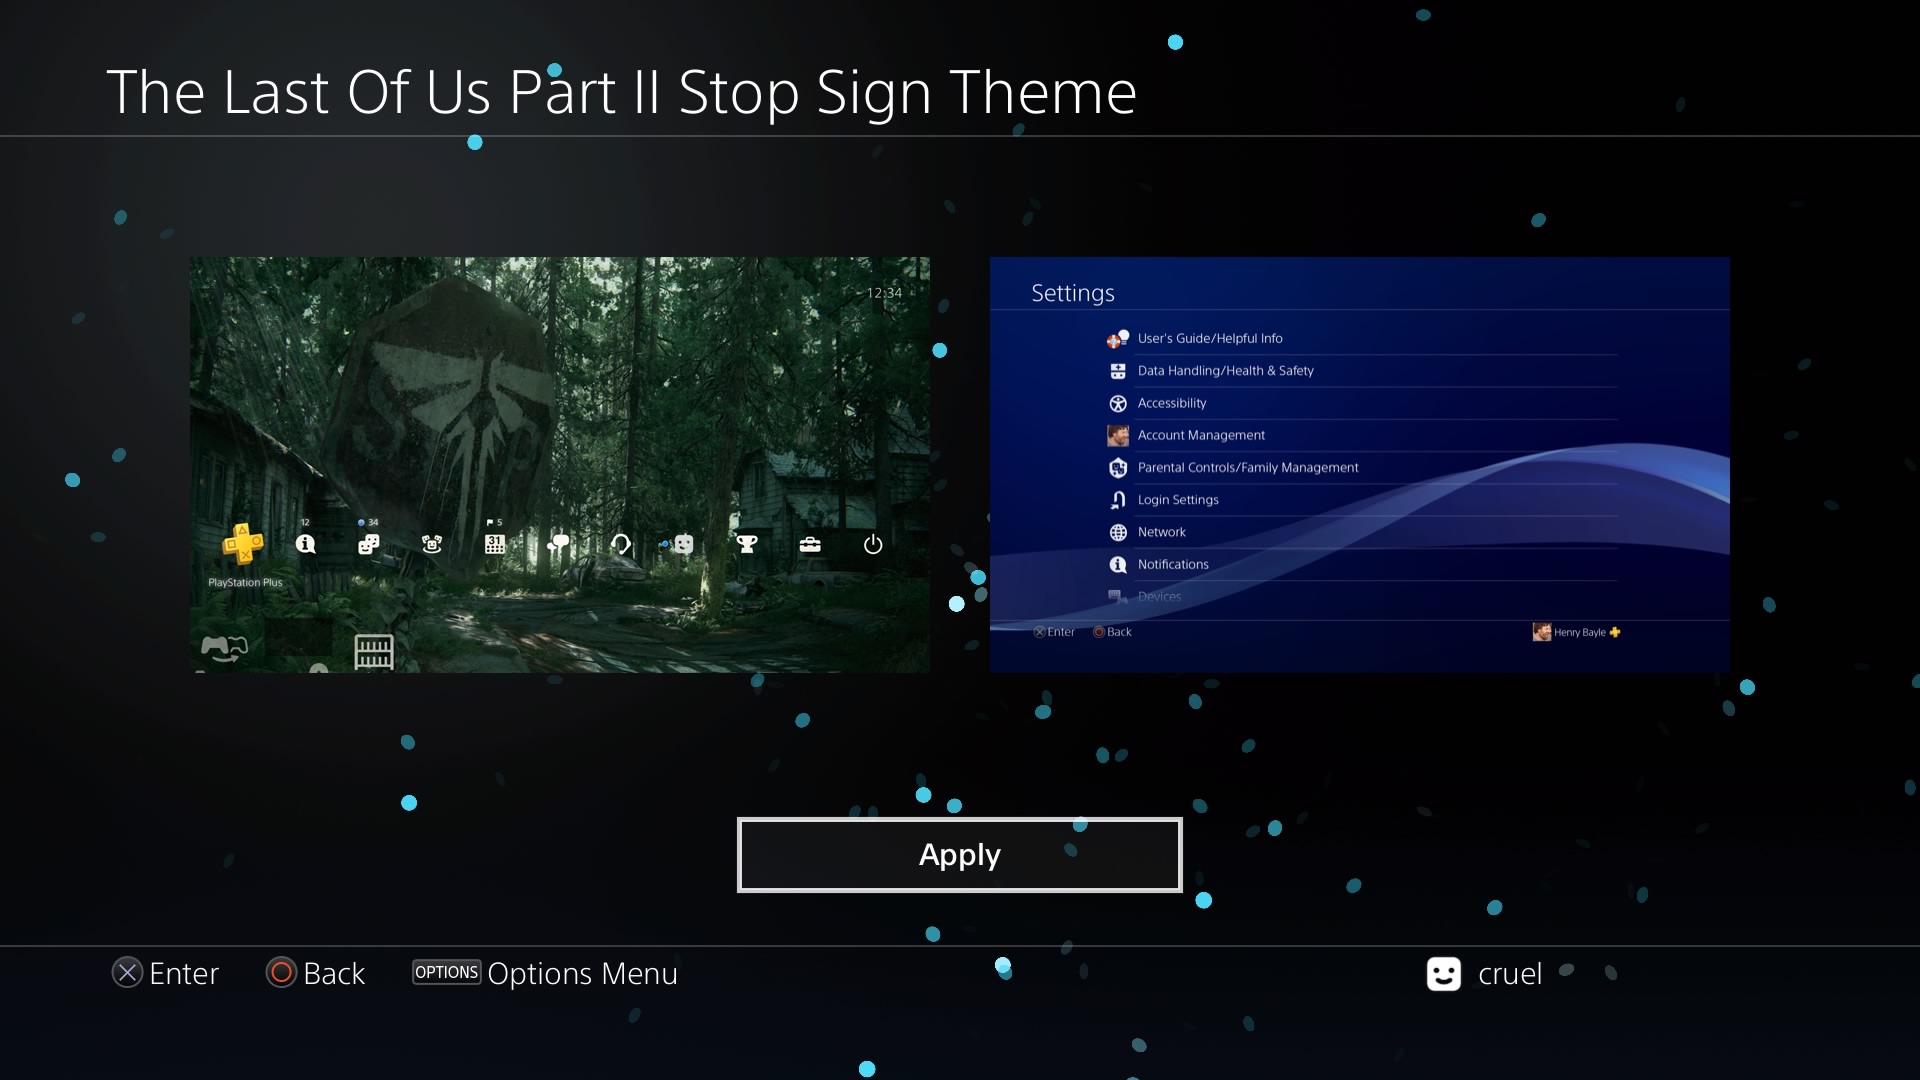 The Last Of Us Part II Stop Sign Theme
12:34
12
34
5
31
PlayStation Plus
Settings
User's Guide/Helpful Info
Data Handling/Health & Safety
Accessibility
Account Management
Parental Controls/Family Management
Login Settings
Network
Notifications
Devices
Enter
Back
Henry Bayle
Apply
Enter
Back
OPTIONS Options Menu
cruel